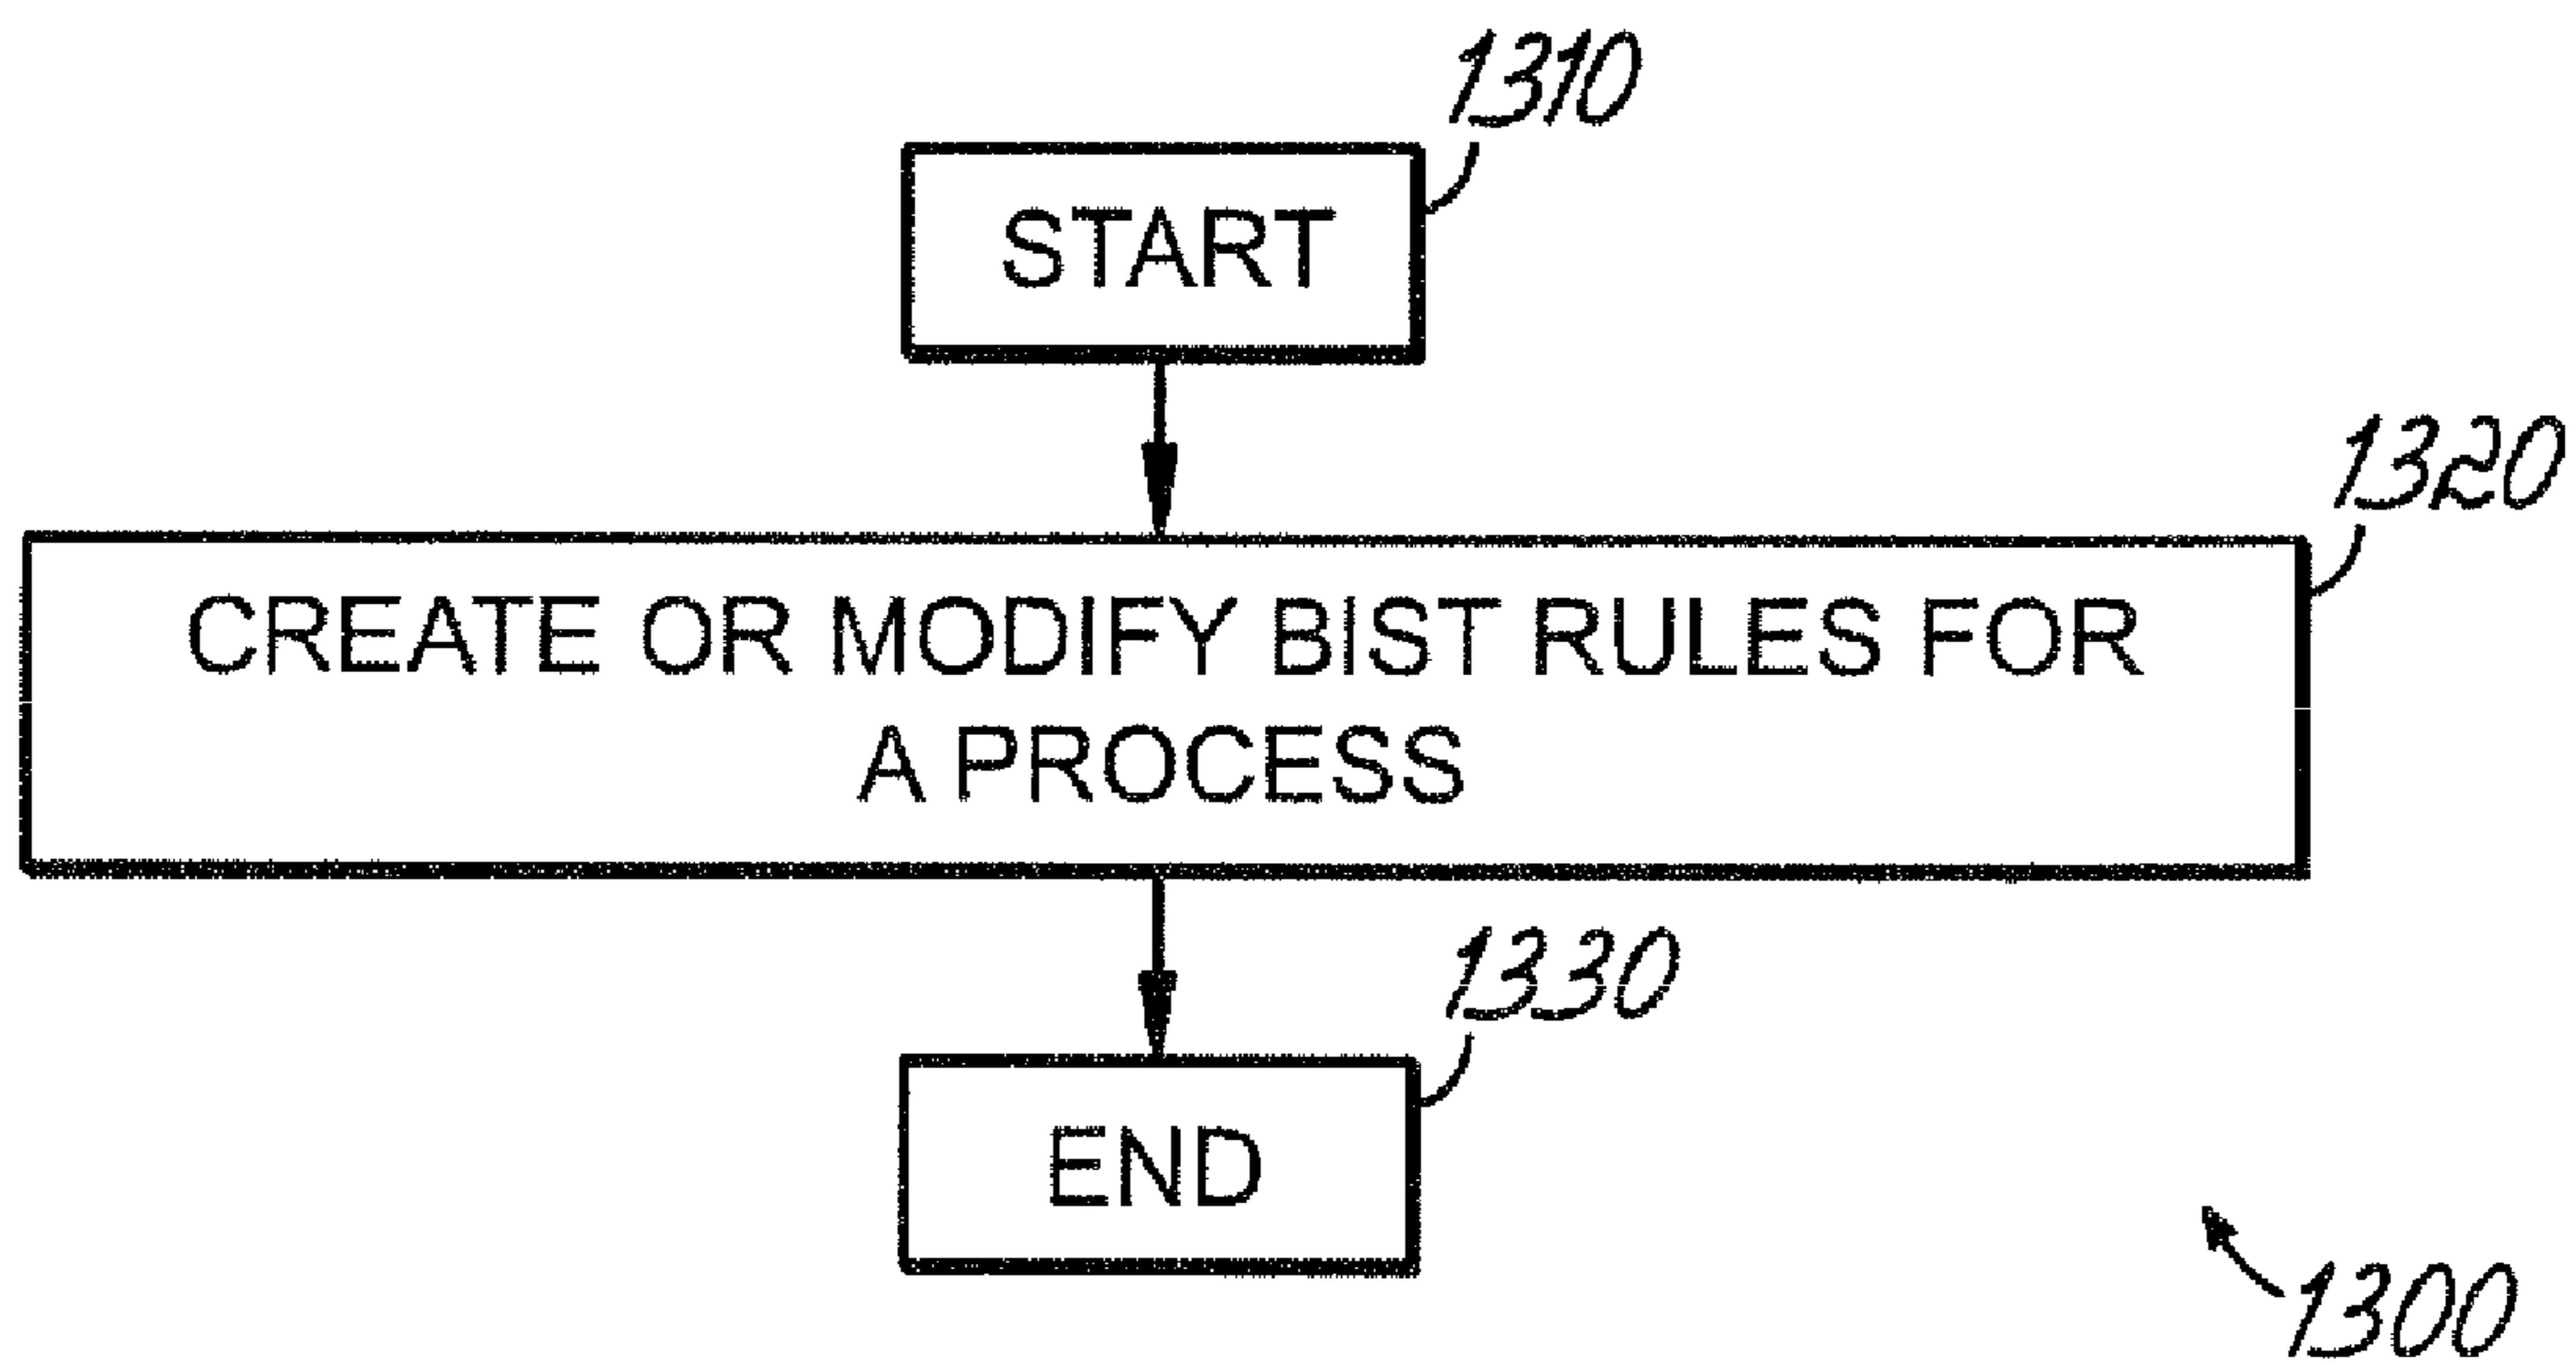 1310
START
1320
CREATE OR MODIFY BIST RULES FOR
A PROCESS
1330
END
1300